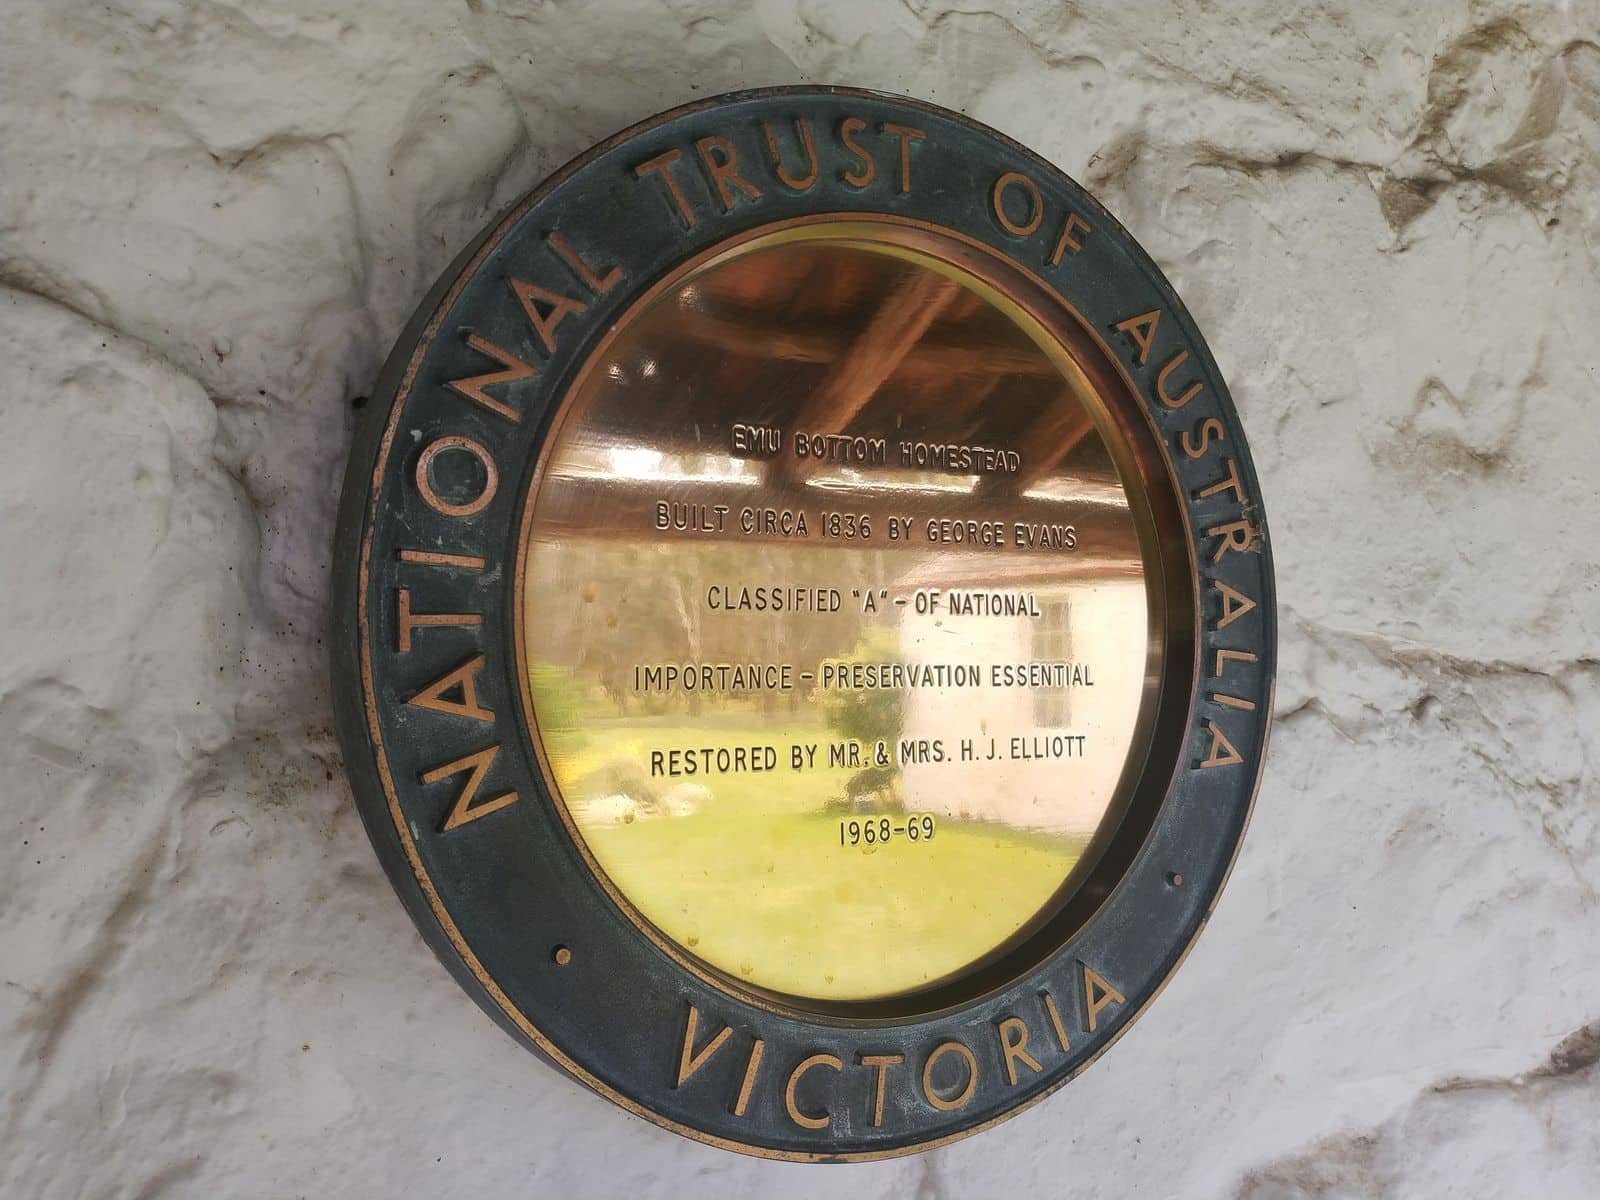 NATIONAL TRUST OF AUSTRALIA
EMU BOTTOM HOMESTEAD
BUILT CIRCA 1836 BY GEORGE EVANS
CLASSIFIED "A" - OF NATIONAL
IMPORTANCE - PRESERVATION ESSENTIAL
RESTORED BY MR. & MRS. H. J. ELLIOTT
1968-69
· VICTORIA ·